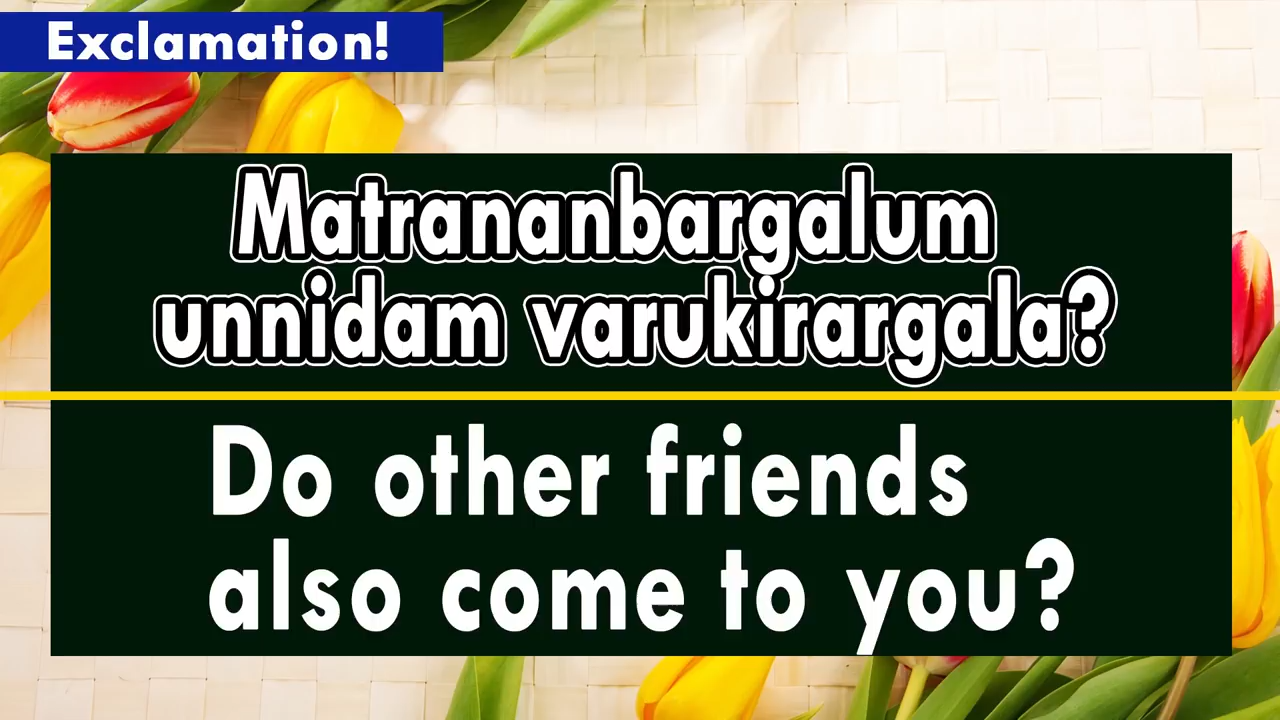 Exclamation!
Matrananbargalum
unnidam varukirargala?
Do other friends
also come to you?